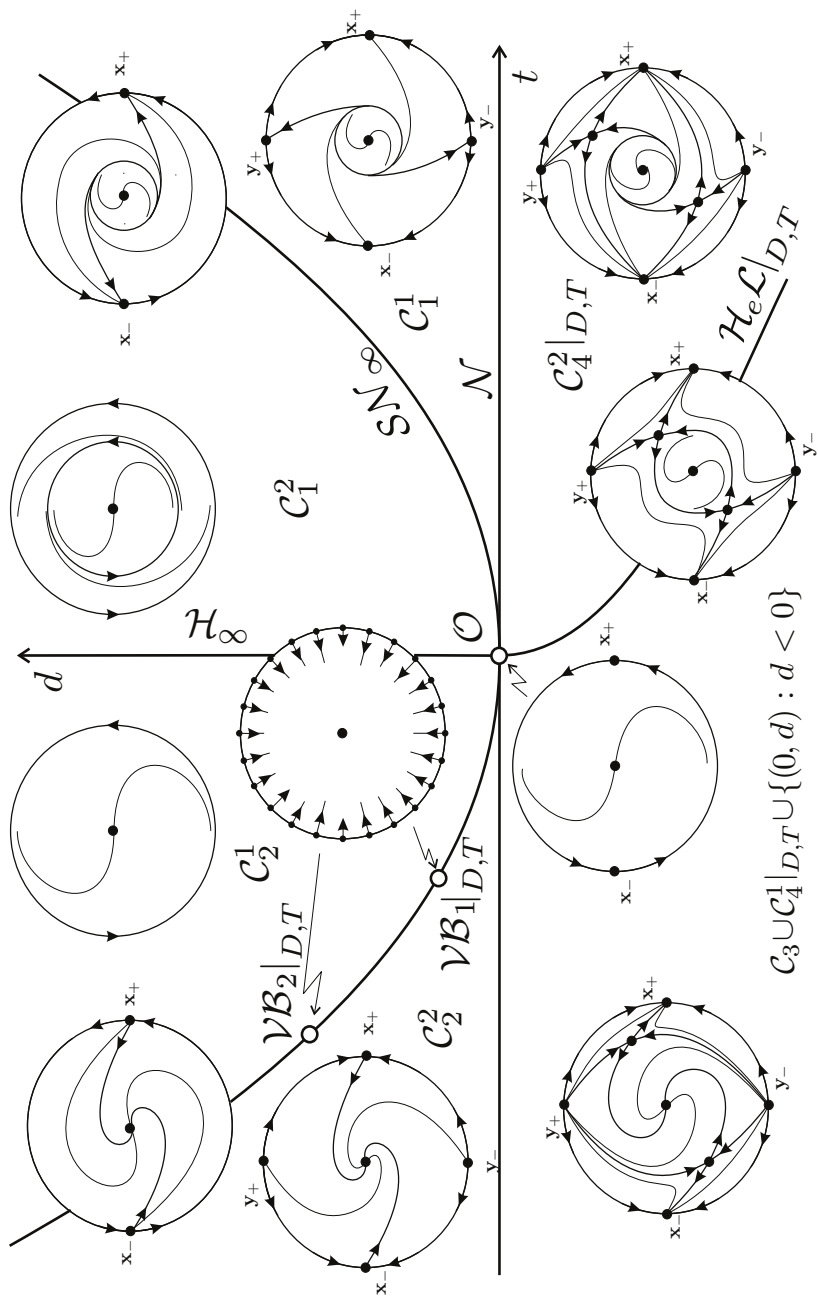 d
t
𝓗∞
𝒮𝒩^∞
𝒩
𝒪
𝒞₁¹
𝒞₁²
𝒞₂¹
𝒞₂²
𝒞₄²|_{D,T}
𝓗ₑ𝓛|_{D,T}
𝒱ℬ₂|_{D,T}
𝒱ℬ₁|_{D,T}
𝒞₃∪𝒞₄¹|_{D,T}∪{(0, d) : d < 0}
x₋
x₊
x₋
x₊
x₋
x₊
y₊
y₋
x₋
x₊
y₊
y₋
x₋
x₊
y₊
y₋
x₋
x₊
x₋
x₊
y₊
y₋
x₋
x₊
y₊
y₋